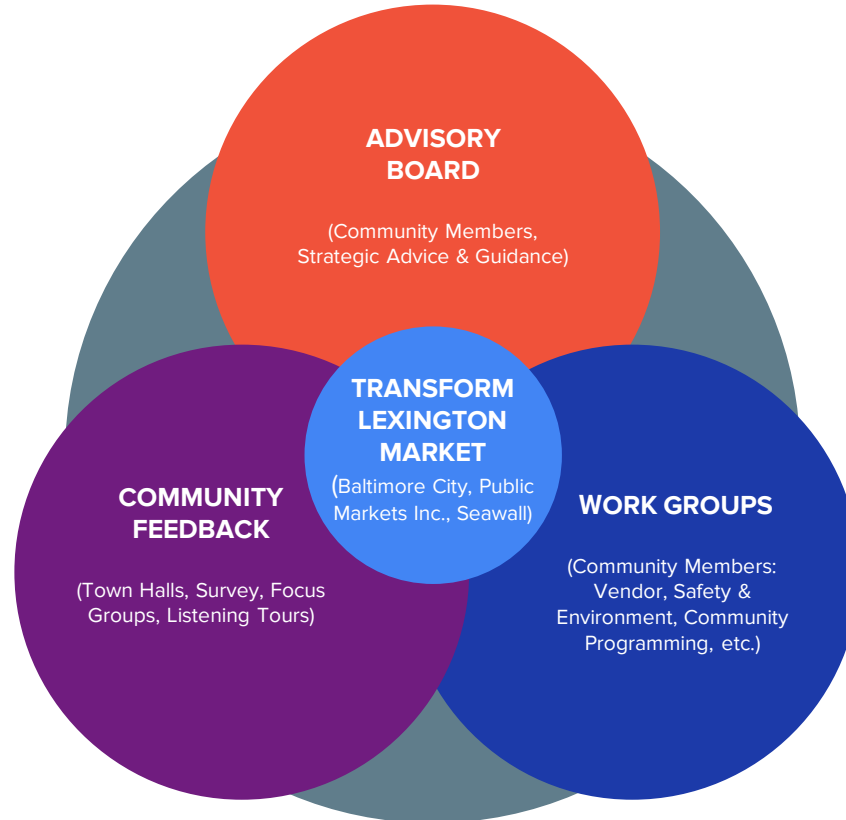 ADVISORY
BOARD
(Community Members,
Strategic Advice & Guidance)
TRANSFORM
LEXINGTON
MARKET
(Baltimore City, Public
Markets Inc., Seawall)
COMMUNITY
FEEDBACK
(Town Halls, Survey, Focus
Groups, Listening Tours)
WORK GROUPS
(Community Members:
Vendor, Safety &
Environment, Community
Programming, etc.)